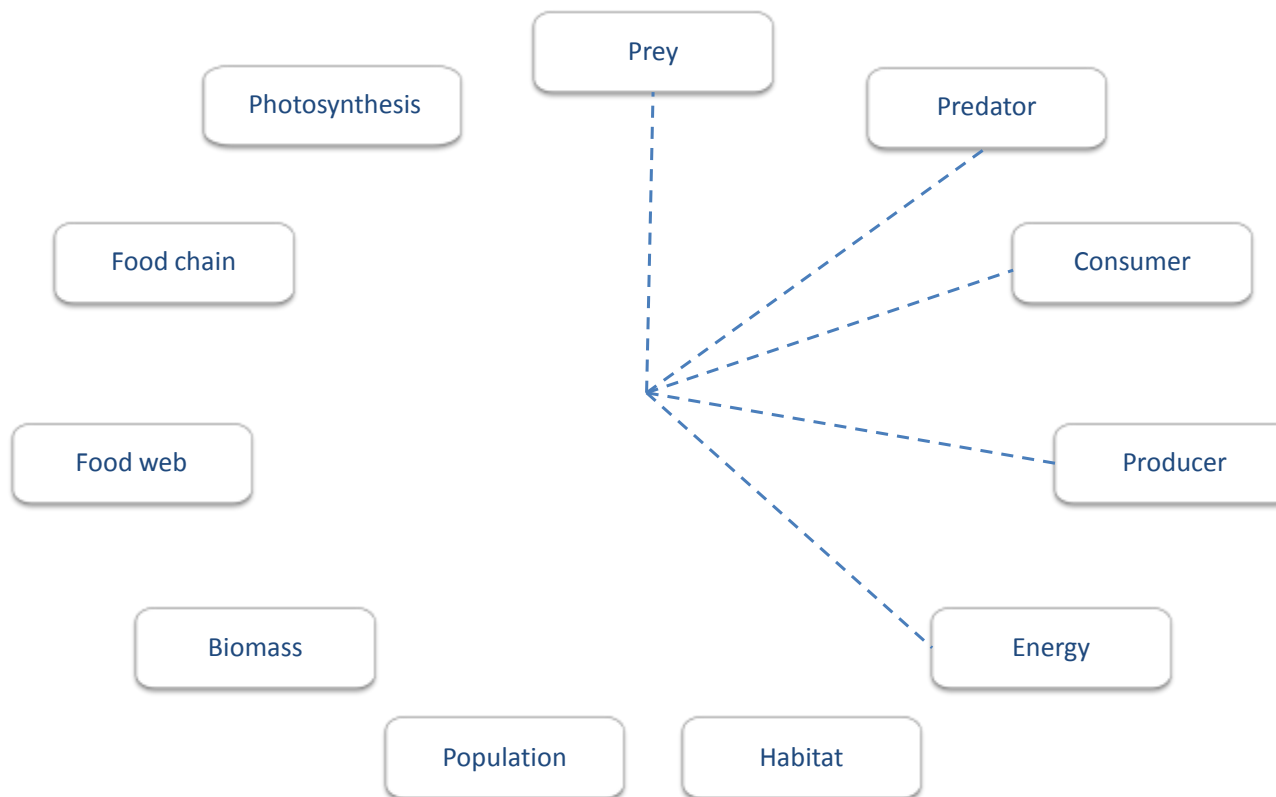 Prey
Photosynthesis
Predator
Food chain
Consumer
Food web
Producer
Biomass
Energy
Population
Habitat